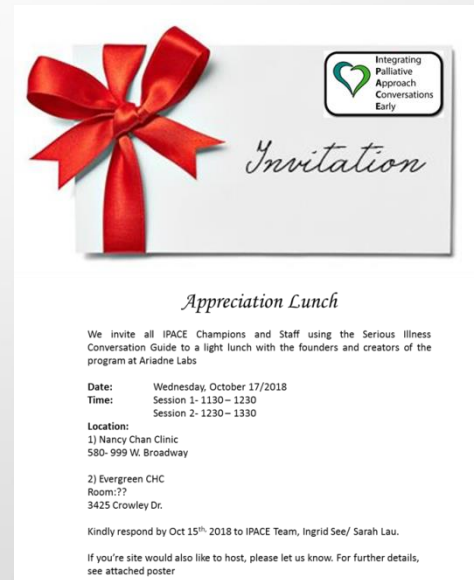 Integrating
Palliative
Approach
Conversations
Early
Invitation
Appreciation Lunch
We invite all IPACE Champions and Staff using the Serious Illness
Conversation Guide to a light lunch with the founders and creators of the
program at Ariadne Labs
Date: Wednesday, October 17/2018
Time: Session 1- 1130 – 1230
Session 2- 1230 – 1330
Location:
1) Nancy Chan Clinic
580- 999 W. Broadway
2) Evergreen CHC
Room:??
3425 Crowley Dr.
Kindly respond by Oct 15th, 2018 to IPACE Team, Ingrid See/ Sarah Lau.
If you're site would also like to host, please let us know. For further details,
see attached poster